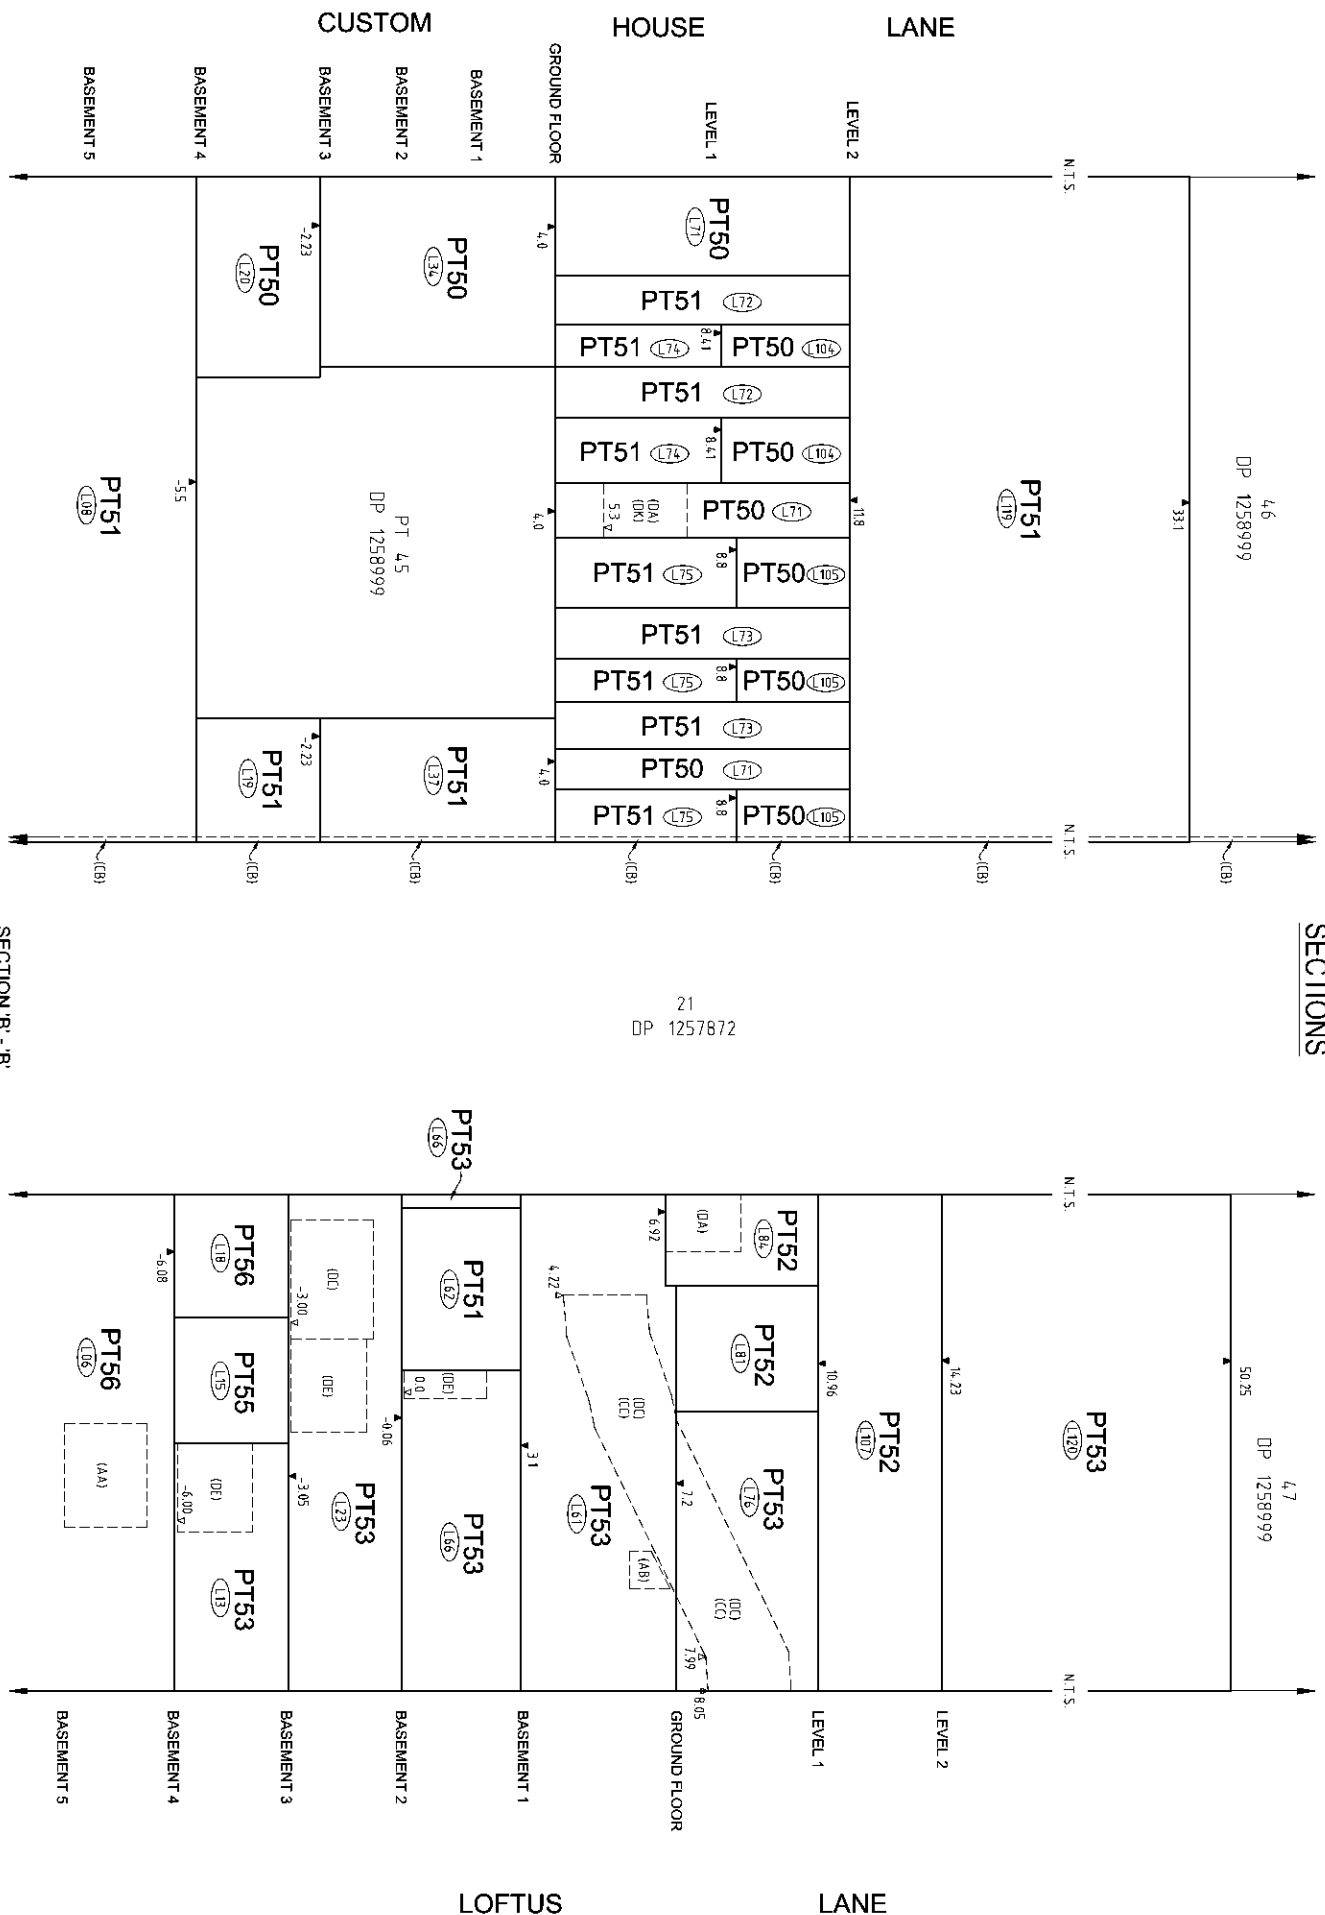 SECTIONS
CUSTOM HOUSE LANE
BASEMENT 5
BASEMENT 4
BASEMENT 3
BASEMENT 2
BASEMENT 1
GROUND FLOOR
LEVEL 1
LEVEL 2
N.T.S.
46
DP 1258999
33.1
PT51
L119
11.8
PT50
L71
PT51 L72
PT51 L74
8.41
PT50 L104
PT51 L72
PT51 L74
8.41
PT50 L104
(DA)
(DK)
5.3
PT50 L71
PT51 L75
8.8
PT50 L105
PT51 L73
PT51 L75
8.8
PT50 L105
PT51 L73
PT50 L71
PT51 L75
8.8
PT50 L105
4.0
4.0
4.0
PT50
L34
PT50
L20
-2.23
PT 45
DP 1258999
PT51
L37
PT51
L19
-2.23
-5.5
PT51
L08
N.T.S.
(CB)
(CB)
(CB)
(CB)
(CB)
(CB)
(CB)
SECTION 'B' - 'B'
21
DP 1257872
N.T.S.
47
DP 1258999
50.25
PT53
L120
14.23
PT52
L107
10.96
PT52
L84
(DA)
6.92
PT52
L81
PT53
L76
7.2
(DC)
(CC)
7.99
8.05
4.22
(DC)
(CC)
PT53
L61
(AB)
3.1
PT53
L66
PT51
L62
(DE)
0.0
PT53
L66
-0.06
(DC)
-3.00
(DE)
PT53
L23
-3.05
PT56
L18
PT55
L15
(DE)
-6.00
PT53
L13
-6.08
PT56
L06
(AA)
N.T.S.
LEVEL 2
LEVEL 1
GROUND FLOOR
BASEMENT 1
BASEMENT 2
BASEMENT 3
BASEMENT 4
BASEMENT 5
LOFTUS LANE